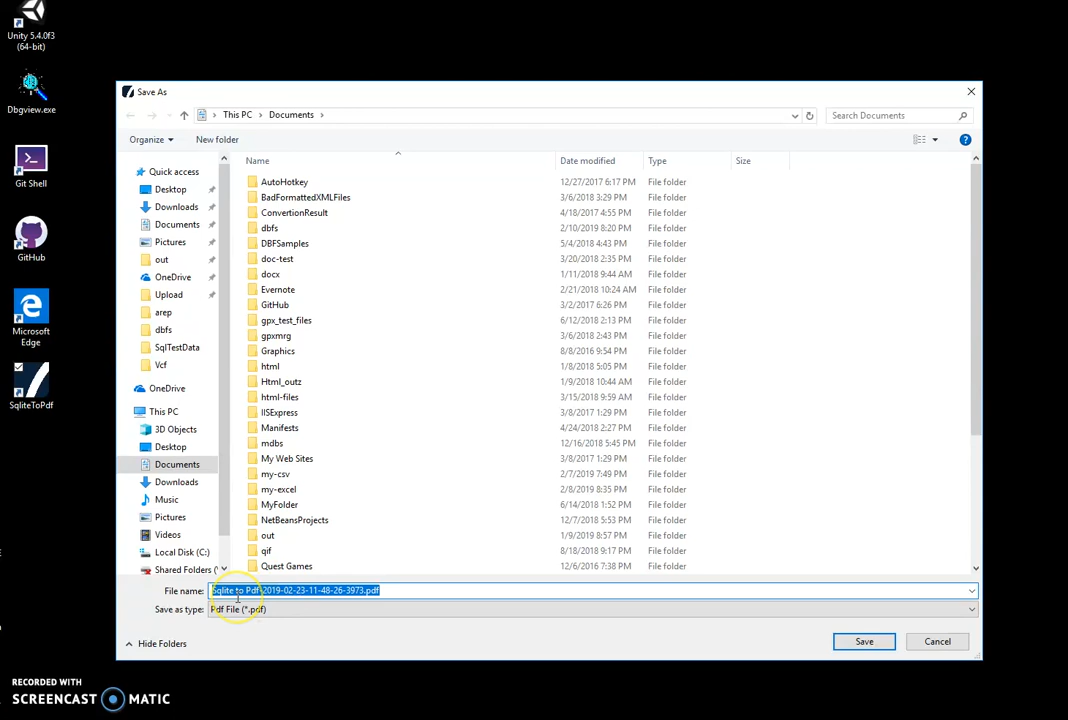 Unity 5.4.0f3
(64-bit)
Dbgview.exe
Git Shell
GitHub
Microsoft
Edge
SqliteToPdf
Save As
This PC
Documents
Search Documents
Organize
New folder
Name
Date modified
Type
Size
Quick access
Desktop
Downloads
Documents
Pictures
out
OneDrive
Upload
arep
dbfs
SqlTestData
Vcf
OneDrive
This PC
3D Objects
Desktop
Documents
Downloads
Music
Pictures
Videos
Local Disk (C:)
Shared Folders (
AutoHotkey 12/27/2017 6:17 PM File folder
BadFormattedXMLFiles 3/6/2018 3:29 PM File folder
ConvertionResult 4/18/2017 4:55 PM File folder
dbfs 2/10/2019 8:20 PM File folder
DBFSamples 5/4/2018 4:43 PM File folder
doc-test 3/20/2018 2:35 PM File folder
docx 1/11/2018 9:44 AM File folder
Evernote 2/21/2018 10:24 AM File folder
GitHub 3/2/2017 6:26 PM File folder
gpx_test_files 6/12/2018 2:13 PM File folder
gpxmrg 3/6/2018 2:43 PM File folder
Graphics 8/8/2016 9:54 PM File folder
html 1/8/2018 5:05 PM File folder
Html_outz 1/9/2018 10:44 AM File folder
html-files 3/15/2018 9:59 AM File folder
IISExpress 3/8/2017 1:29 PM File folder
Manifests 4/24/2018 2:27 PM File folder
mdbs 12/16/2018 5:45 PM File folder
My Web Sites 3/8/2017 1:29 PM File folder
my-csv 2/7/2019 7:49 PM File folder
my-excel 2/8/2019 8:35 PM File folder
MyFolder 6/14/2018 1:52 PM File folder
NetBeansProjects 12/7/2018 5:53 PM File folder
out 1/9/2019 8:57 PM File folder
qif 8/18/2018 9:17 PM File folder
Quest Games 12/6/2016 7:38 PM File folder
File name: Sqlite to Pdf-2019-02-23-11-48-26-3973.pdf
Save as type: Pdf File (*.pdf)
Hide Folders
Save
Cancel
RECORDED WITH
SCREENCAST MATIC